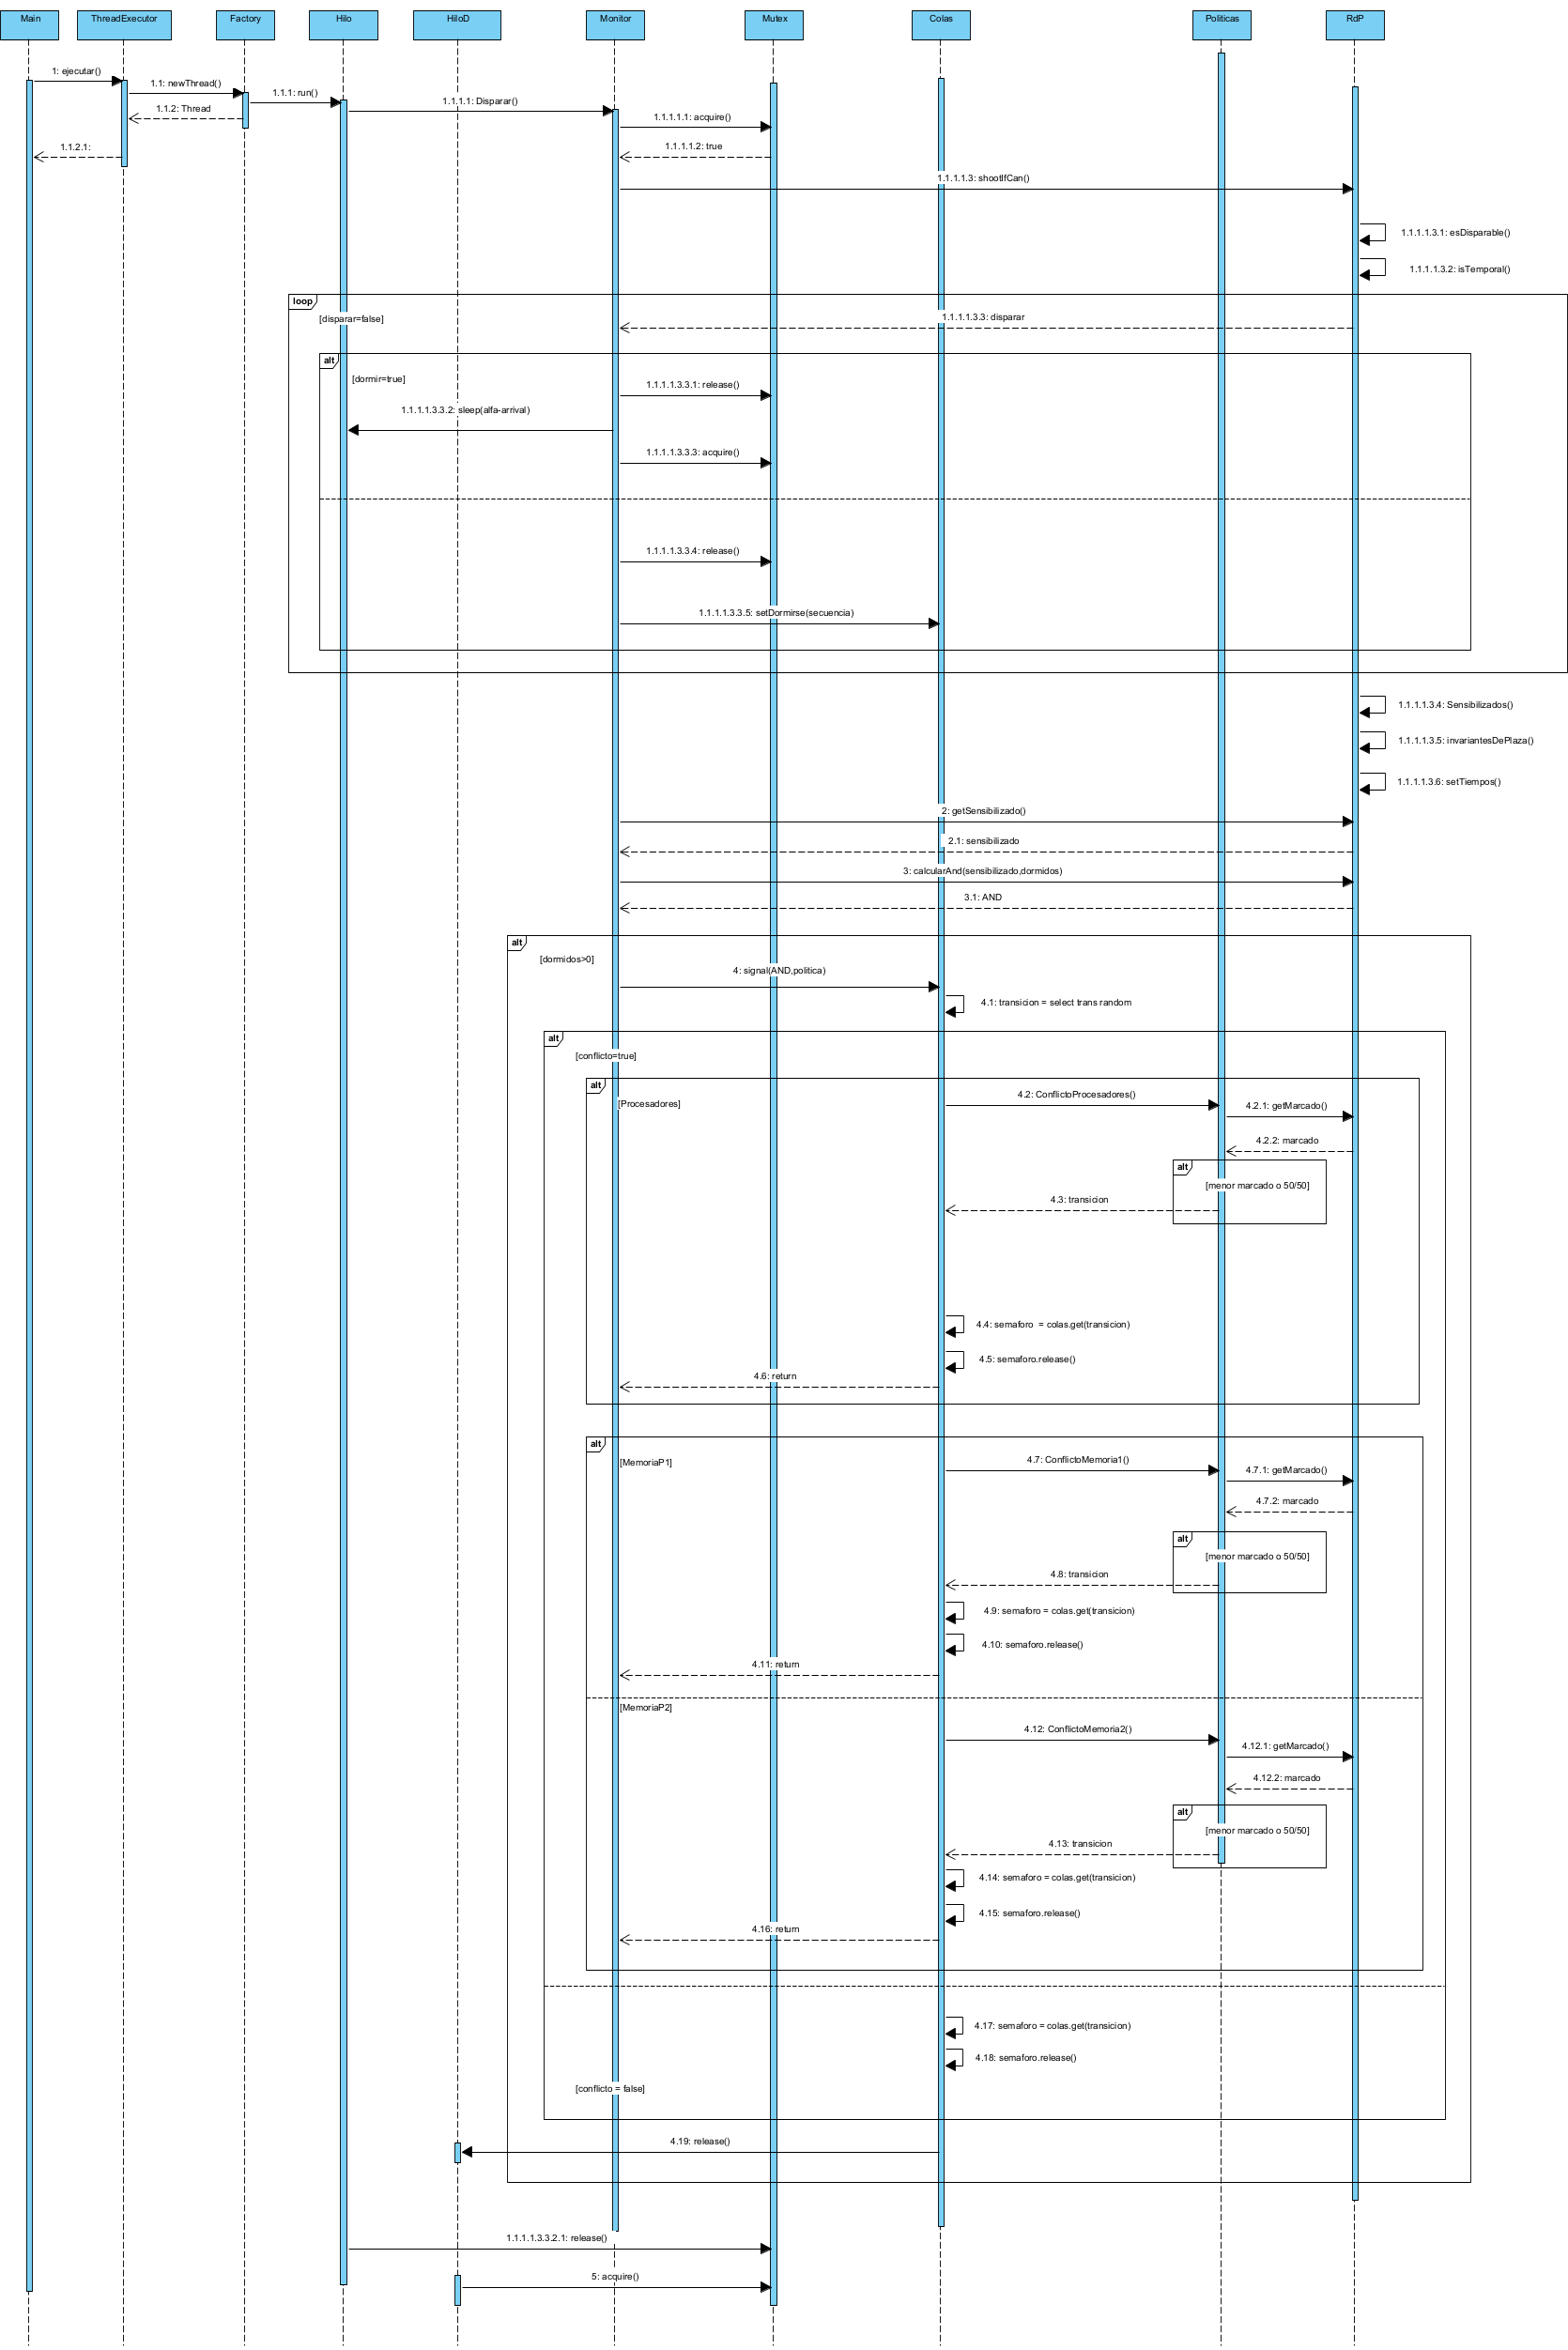 Main
ThreadExecutor
Factory
Hilo
HiloD
Monitor
Mutex
Colas
Politicas
RdP
1: ejecutar()
1.1: newThread()
1.1.1: run()
1.1.1.1: Disparar()
1.1.2: Thread
1.1.1.1.1: acquire()
1.1.2.1:
1.1.1.1.2: true
1.1.1.1.3: shootIfCan()
1.1.1.1.3.1: esDisparable()
1.1.1.1.3.2: isTemporal()
loop
[disparar=false]
1.1.1.1.3.3: disparar
alt
[dormir=true]
1.1.1.1.3.3.1: release()
1.1.1.1.3.3.2: sleep(alfa-arrival)
1.1.1.1.3.3.3: acquire()
1.1.1.1.3.3.4: release()
1.1.1.1.3.3.5: setDormirse(secuencia)
1.1.1.1.3.4: Sensibilizados()
1.1.1.1.3.5: invariantesDePlaza()
1.1.1.1.3.6: setTiempos()
2: getSensibilizado()
2.1: sensibilizado
3: calcularAnd(sensibilizado,dormidos)
3.1: AND
alt
[dormidos>0]
4: signal(AND,politica)
4.1: transicion = select trans random
alt
[conflicto=true]
alt
[Procesadores]
4.2: ConflictoProcesadores()
4.2.1: getMarcado()
4.2.2: marcado
alt
[menor marcado o 50/50]
4.3: transicion
4.4: semaforo  = colas.get(transicion)
4.5: semaforo.release()
4.6: return
alt
[MemoriaP1]
4.7: ConflictoMemoria1()
4.7.1: getMarcado()
4.7.2: marcado
alt
[menor marcado o 50/50]
4.8: transicion
4.9: semaforo = colas.get(transicion)
4.10: semaforo.release()
4.11: return
[MemoriaP2]
4.12: ConflictoMemoria2()
4.12.1: getMarcado()
4.12.2: marcado
alt
[menor marcado o 50/50]
4.13: transicion
4.14: semaforo = colas.get(transicion)
4.15: semaforo.release()
4.16: return
4.17: semaforo = colas.get(transicion)
4.18: semaforo.release()
[conflicto = false]
4.19: release()
1.1.1.1.3.3.2.1: release()
5: acquire()